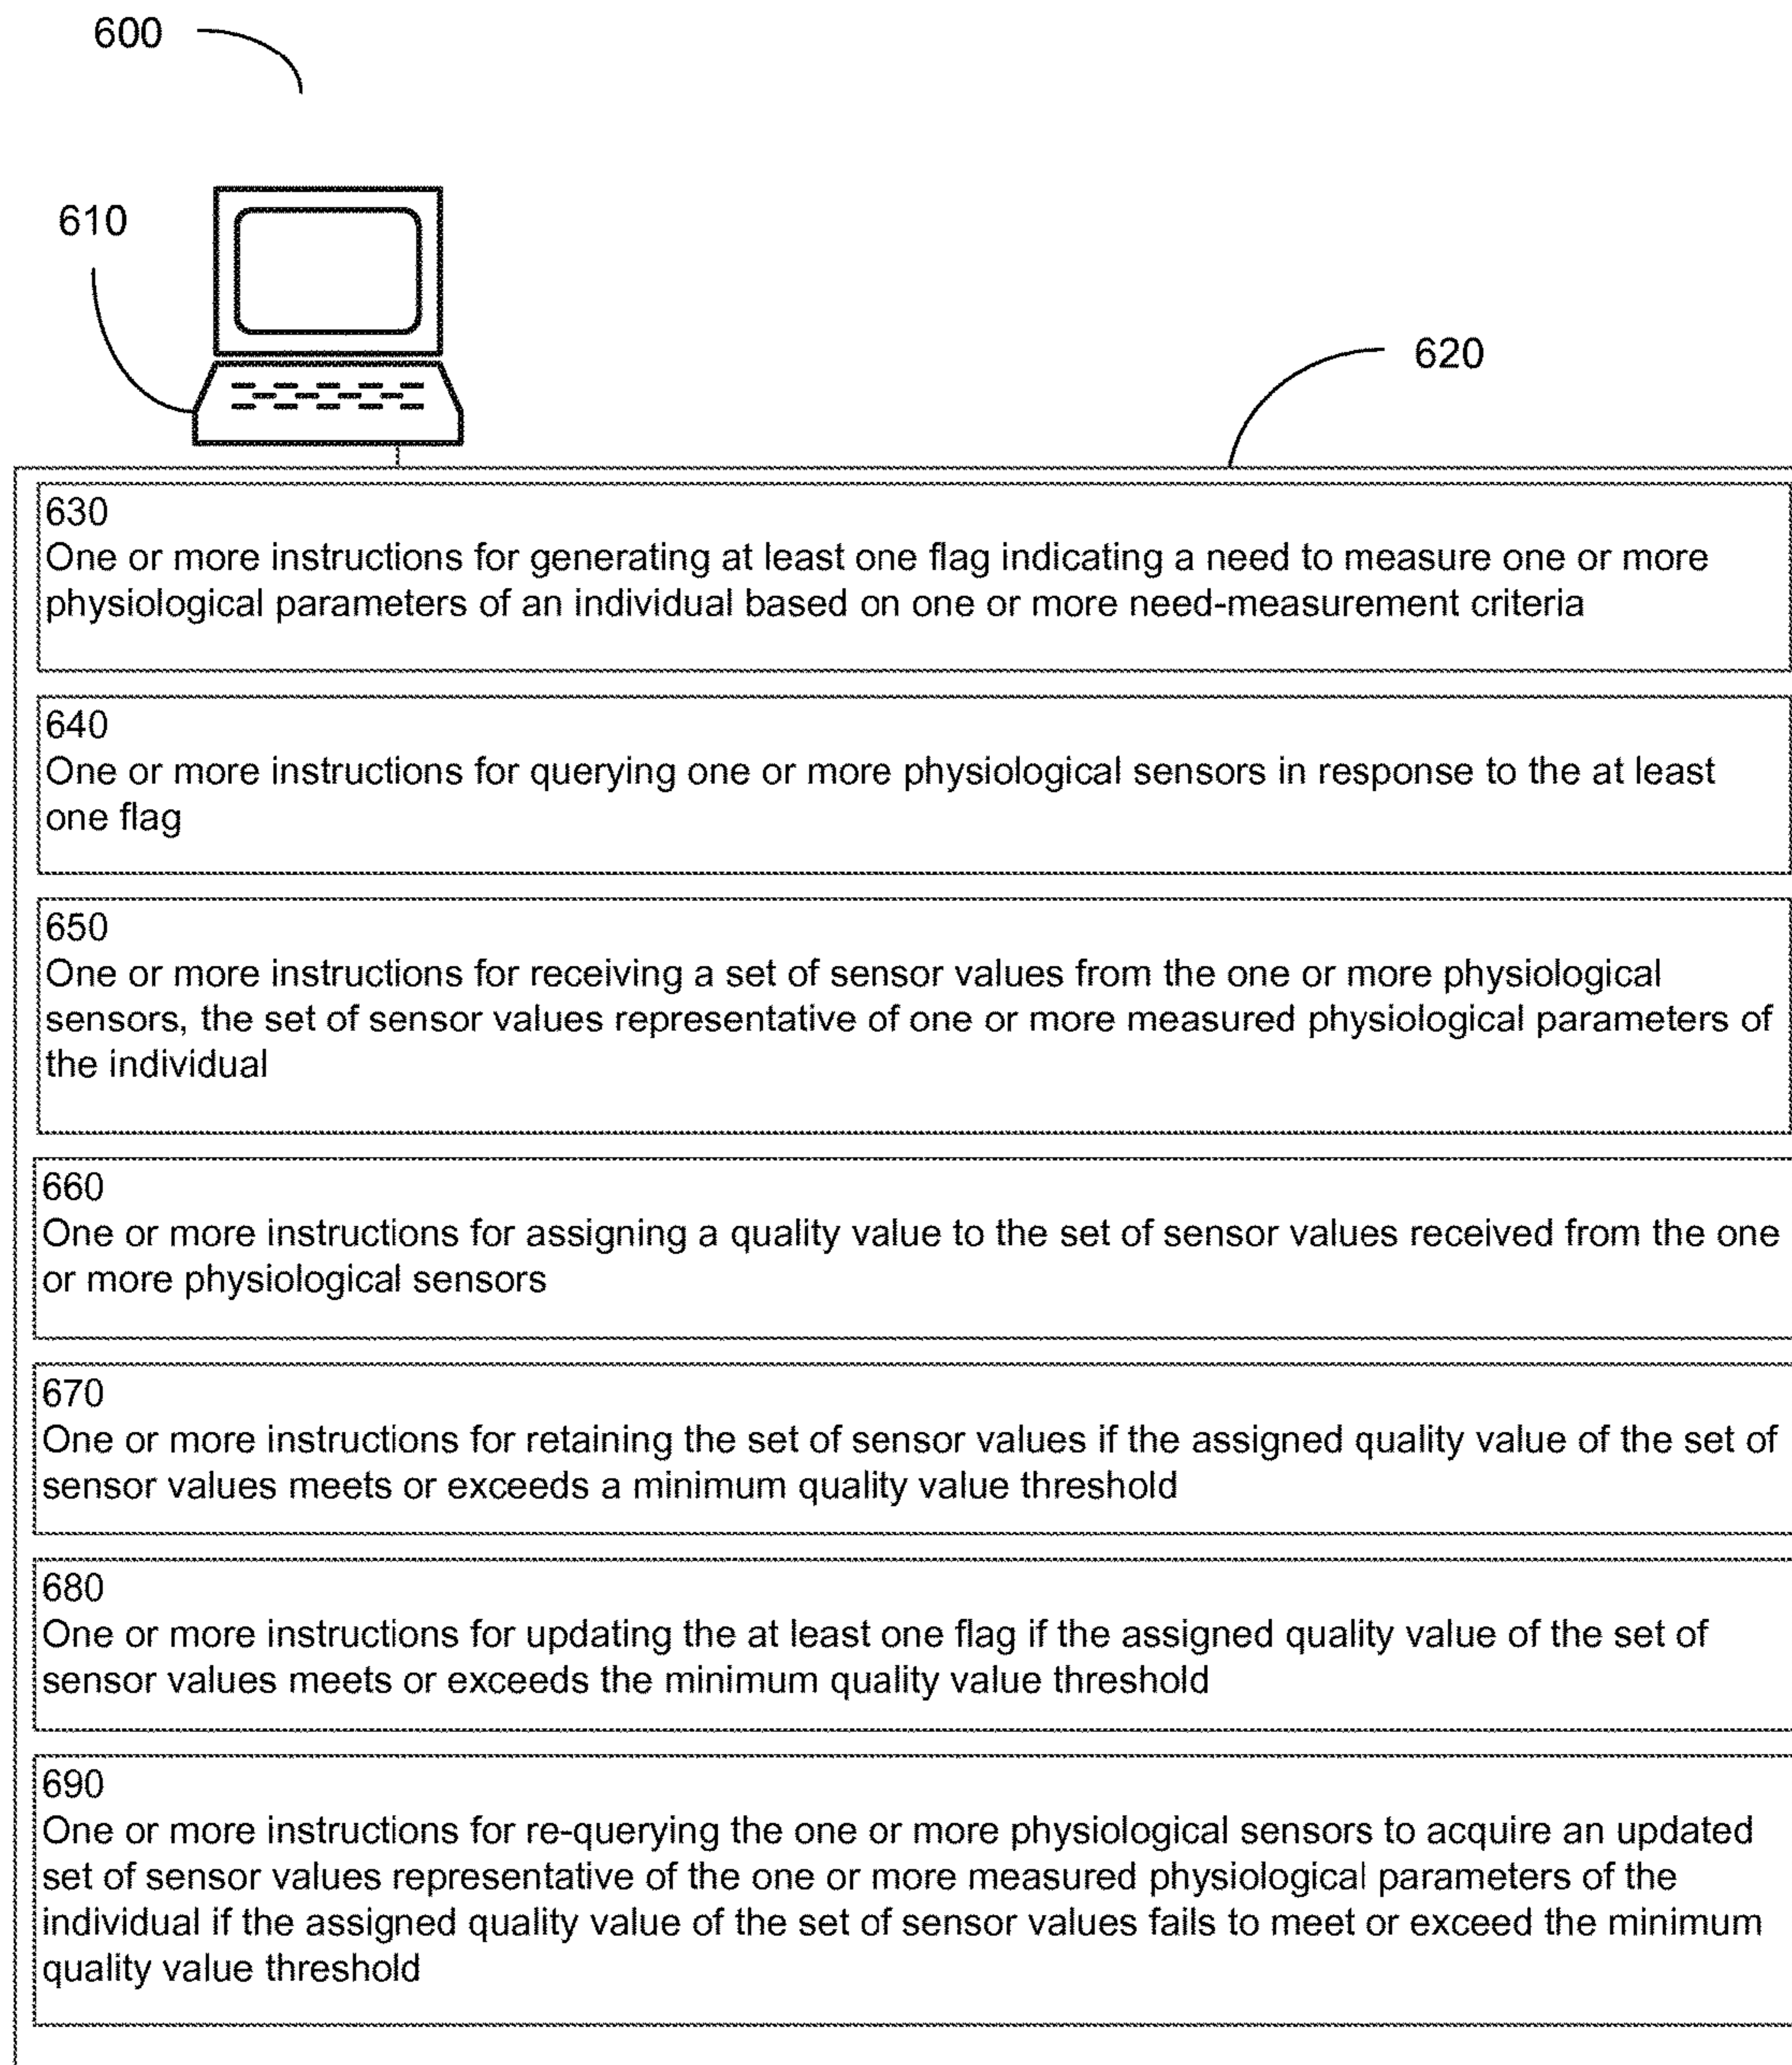 600
610
620
630
One or more instructions for generating at least one flag indicating a need to measure one or more
physiological parameters of an individual based on one or more need-measurement criteria
640
One or more instructions for querying one or more physiological sensors in response to the at least
one flag
650
One or more instructions for receiving a set of sensor values from the one or more physiological
sensors, the set of sensor values representative of one or more measured physiological parameters of
the individual
660
One or more instructions for assigning a quality value to the set of sensor values received from the one
or more physiological sensors
670
One or more instructions for retaining the set of sensor values if the assigned quality value of the set of
sensor values meets or exceeds a minimum quality value threshold
680
One or more instructions for updating the at least one flag if the assigned quality value of the set of
sensor values meets or exceeds the minimum quality value threshold
690
One or more instructions for re-querying the one or more physiological sensors to acquire an updated
set of sensor values representative of the one or more measured physiological parameters of the
individual if the assigned quality value of the set of sensor values fails to meet or exceed the minimum
quality value threshold